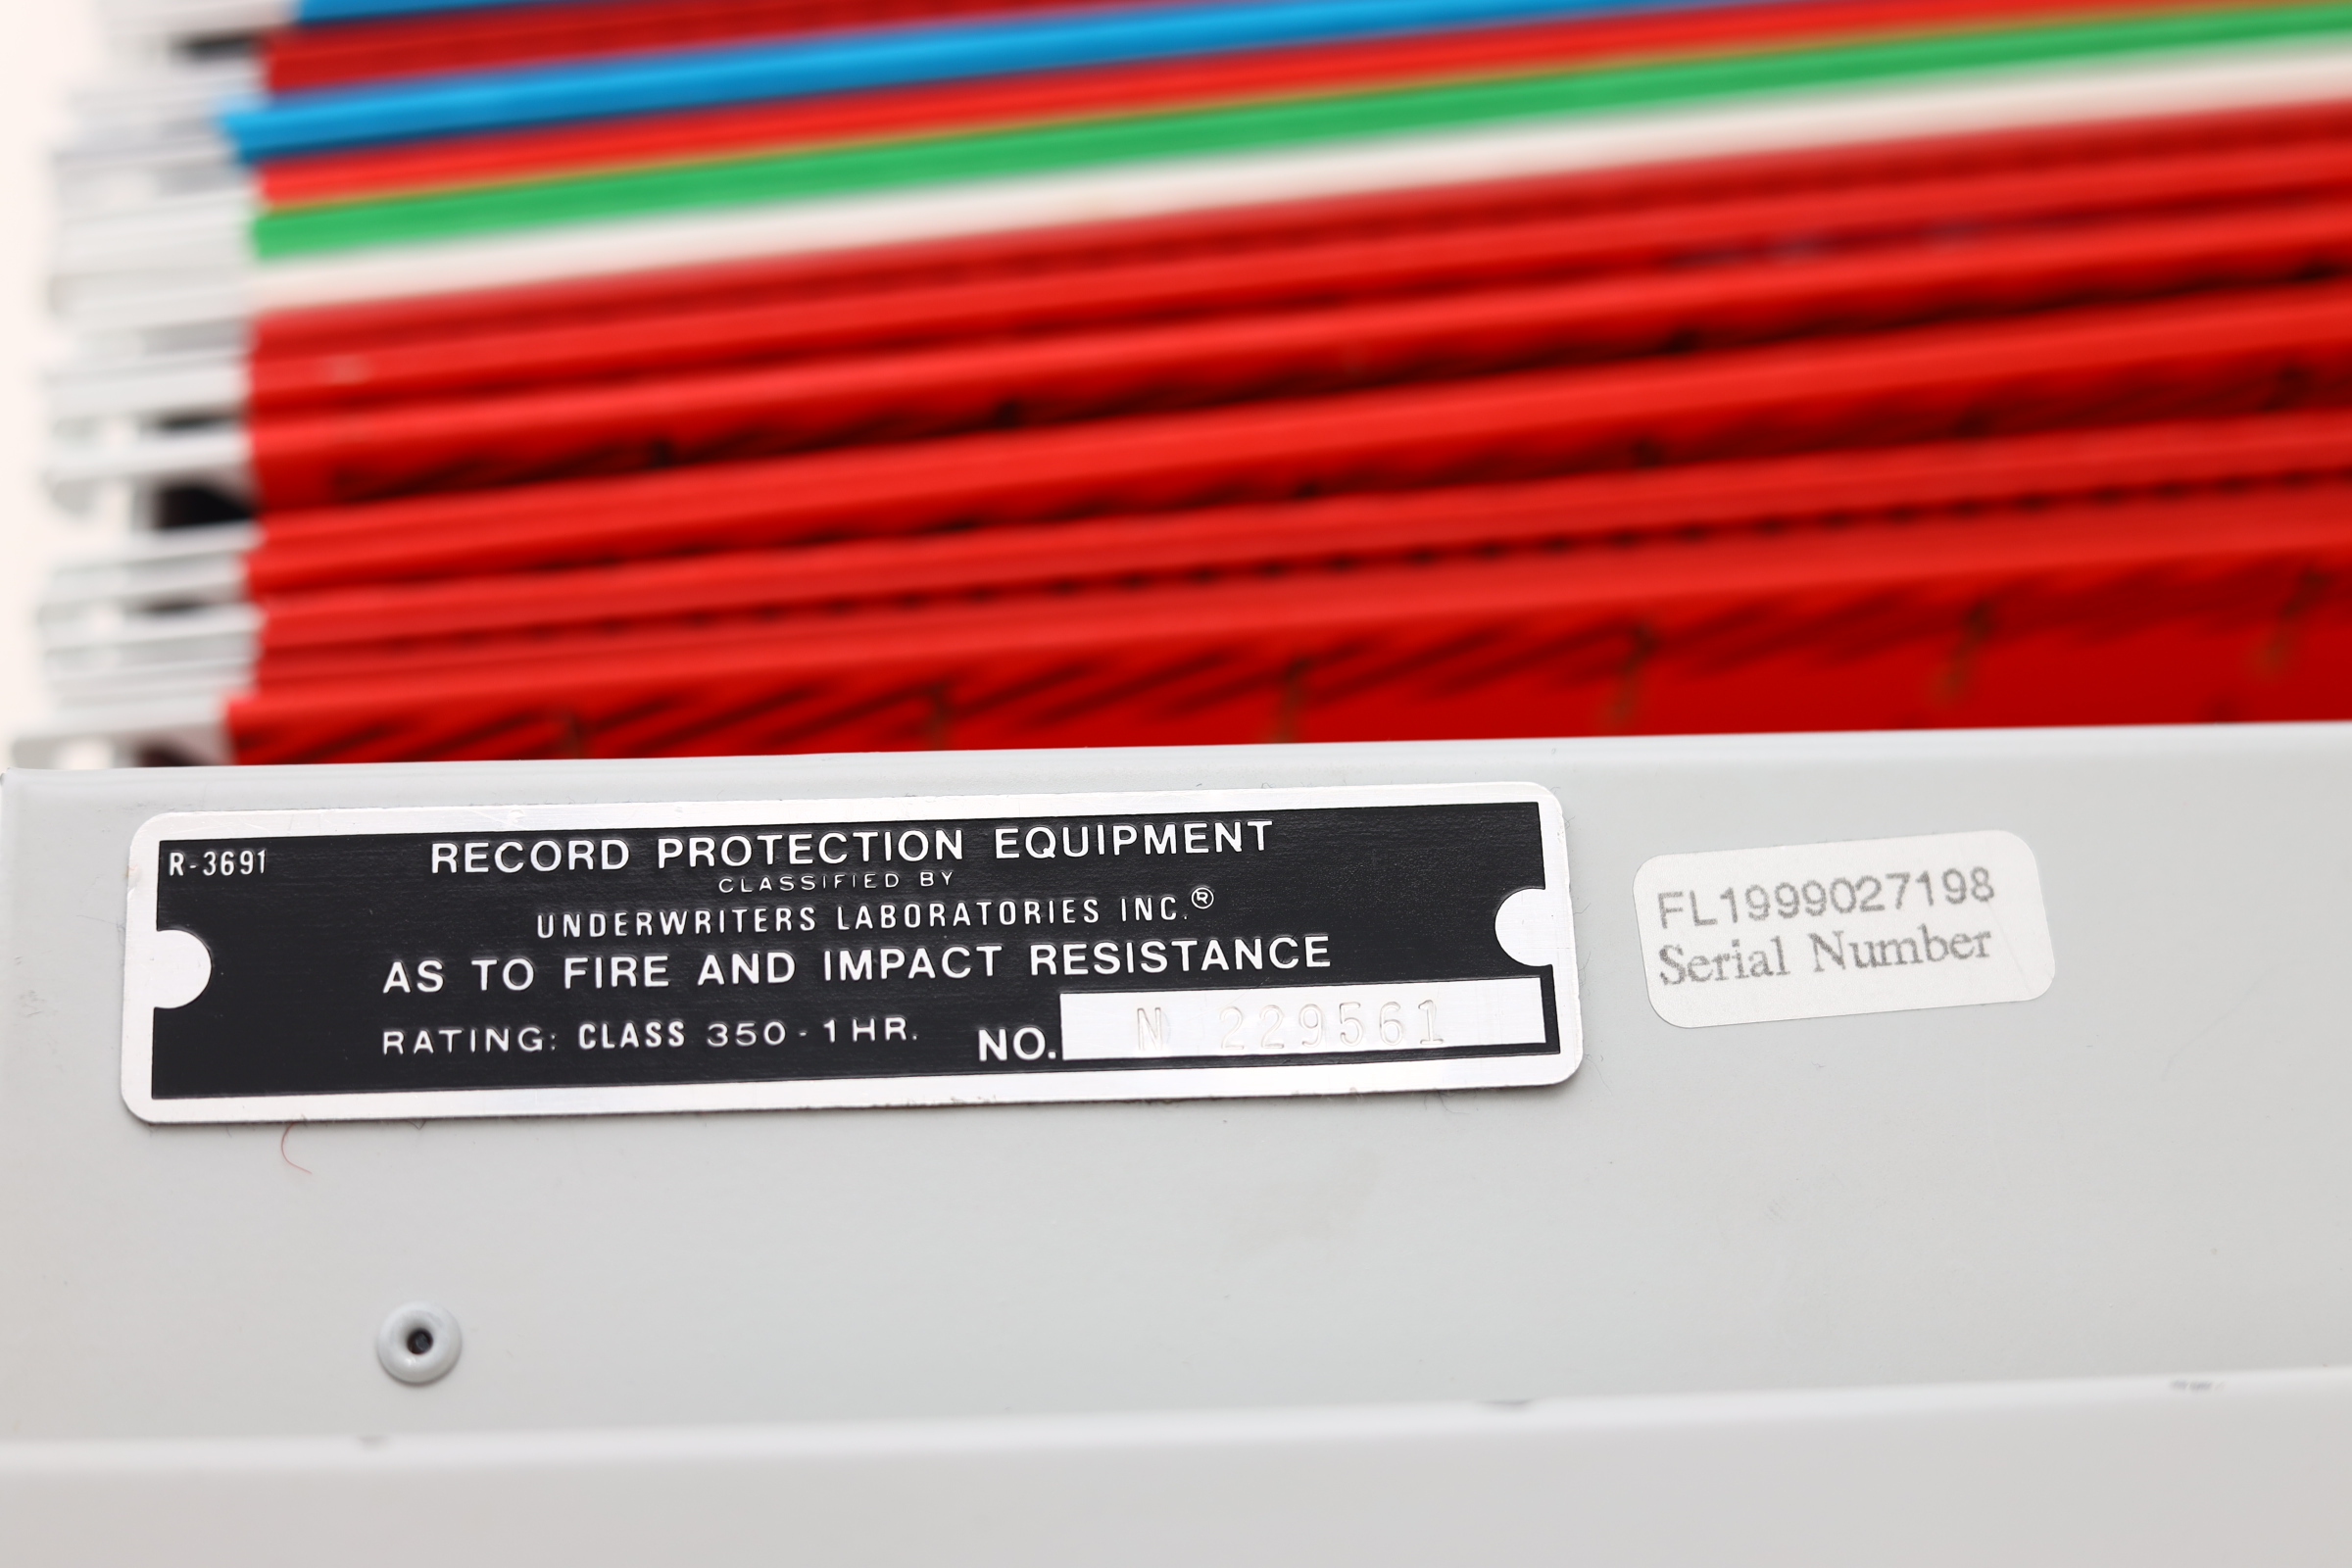 R-3691
RECORD PROTECTION EQUIPMENT
CLASSIFIED BY
UNDERWRITERS LABORATORIES INC.®
AS TO FIRE AND IMPACT RESISTANCE
RATING: CLASS 350-1HR. NO. N 229561
FL1999027198
Serial Number